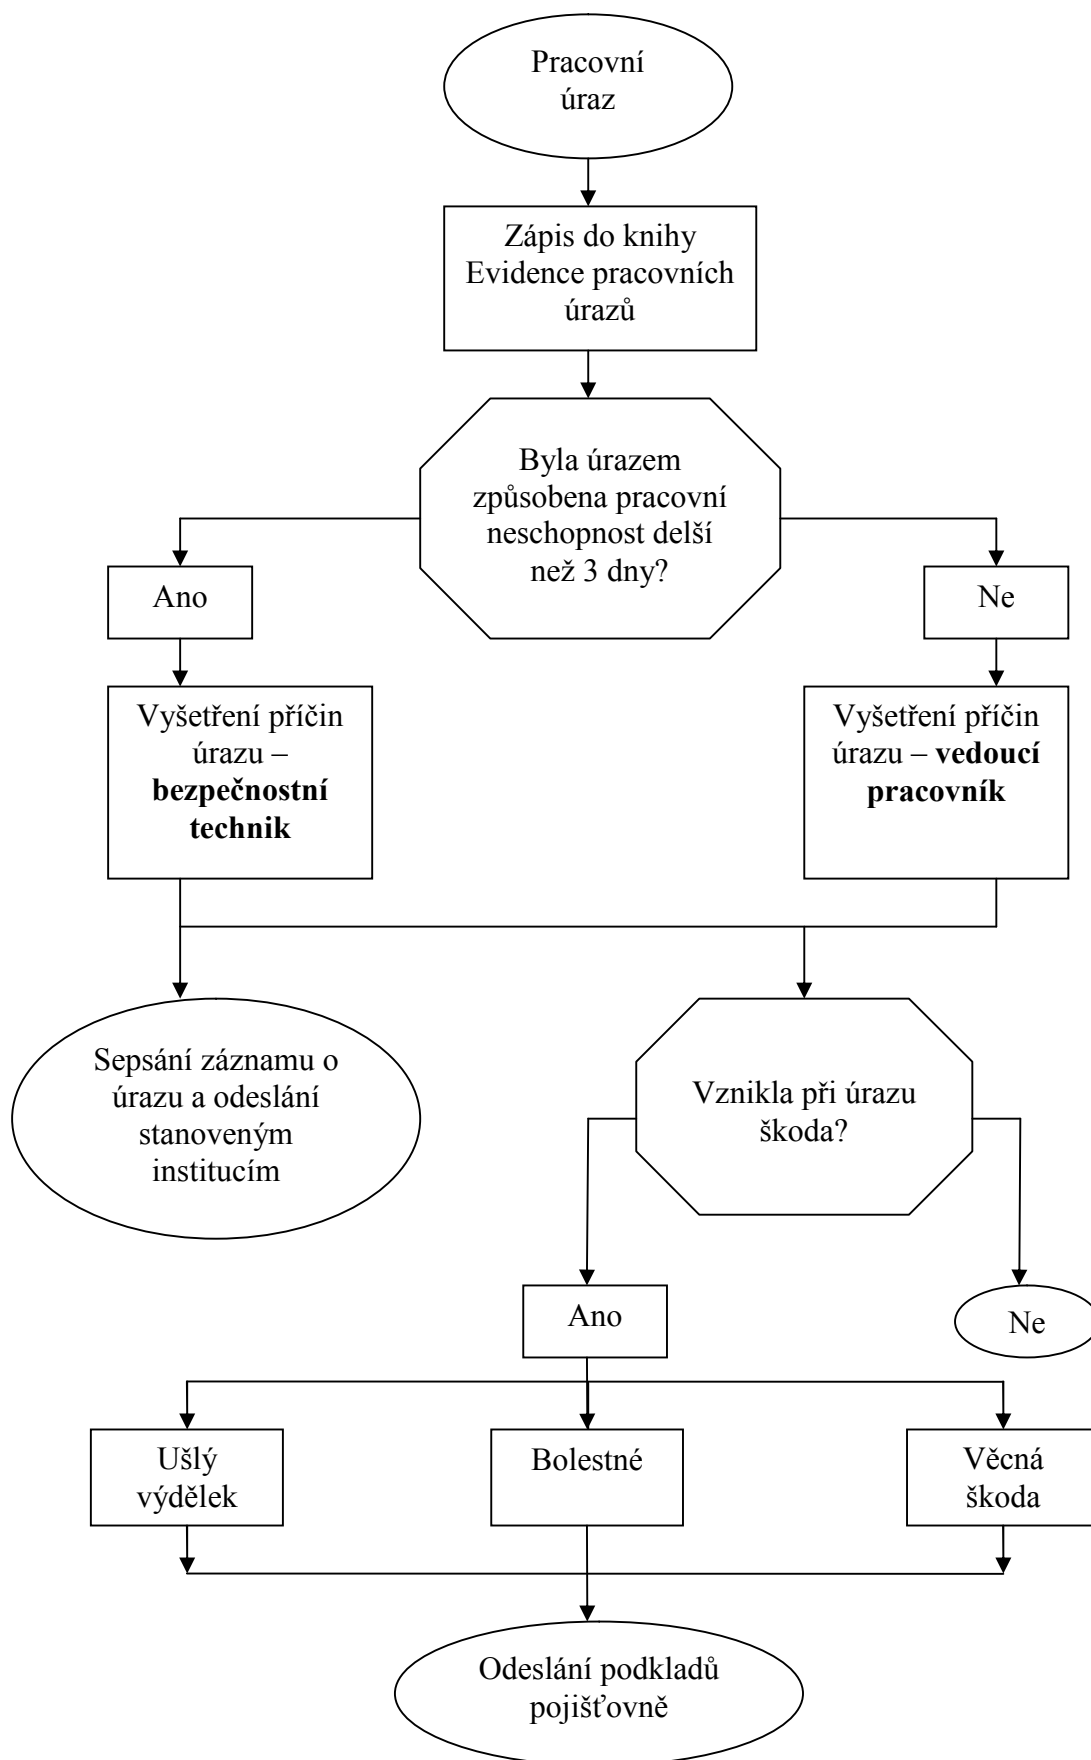 Pracovní
úraz
Zápis do knihy
Evidence pracovních
úrazů
Byla úrazem
způsobena pracovní
neschopnost delší
než 3 dny?
Ano
Ne
Vyšetření příčin
úrazu –
bezpečnostní
technik
Vyšetření příčin
úrazu – vedoucí
pracovník
Sepsání záznamu o
úrazu a odeslání
stanoveným
institucím
Vznikla při úrazu
škoda?
Ano
Ne
Ušlý
výdělek
Bolestné
Věcná
škoda
Odeslání podkladů
pojišťovně